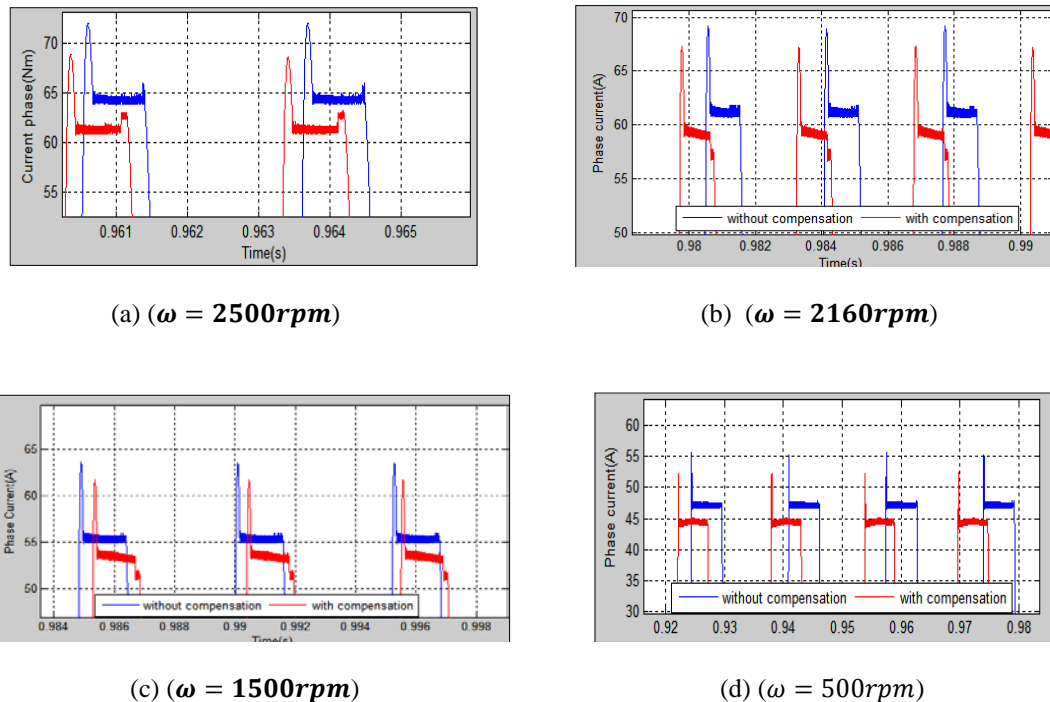 Current phase(Nm)
70
65
60
55
0.961 0.962 0.963 0.964 0.965
Time(s)
(a) (ω = 2500rpm)
Phase current(A)
70
65
60
55
50
without compensation with compensation
0.98 0.982 0.984 0.986 0.988 0.99
Time(s)
(b) (ω = 2160rpm)
Phase Current(A)
65
60
55
50
without compensation with compensation
0.984 0.986 0.988 0.99 0.992 0.994 0.996 0.998
Time(s)
(c) (ω = 1500rpm)
Phase current(A)
60
55
50
45
40
35
30
without compensation with compensation
0.92 0.93 0.94 0.95 0.96 0.97 0.98
(d) (ω = 500rpm)